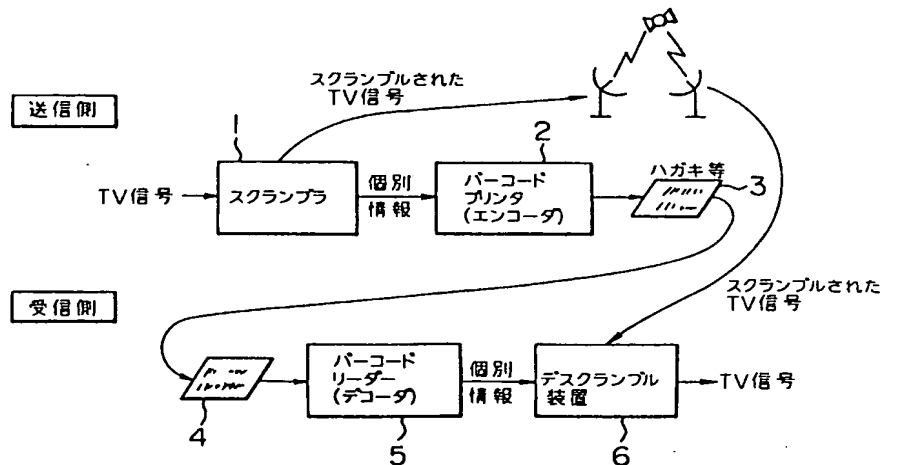 スクランブルされた
TV信号
送信側
1
2
ハガキ等
3
TV信号
スクランブラ
個別
情報
バーコード
プリンタ
(エンコーダ)
受信側
スクランブルされた
TV信号
バーコード
リーダー
(デコーダ)
個別
情報
デスクランブル
装置
TV信号
4
5
6